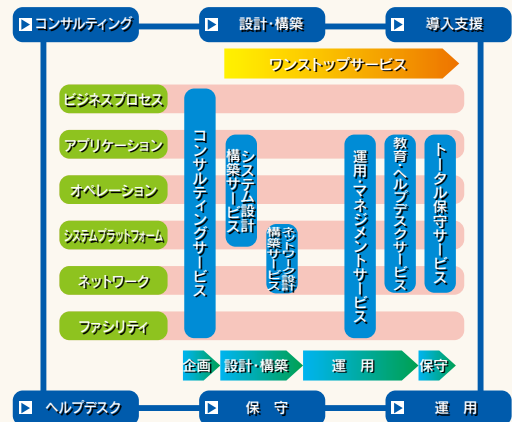 コンサルティング
設計・構築
導入支援
ワンストップサービス
ビジネスプロセス
アプリケーション
オペレーション
システムプラットフォーム
ネットワーク
ファシリティ
コンサルティングサービス
システム設計
構築サービス
ネットワーク設計
構築サービス
運用・マネジメントサービス
教育・ヘルプデスクサービス
トータル保守サービス
企画
設計・構築
運　用
保守
ヘルプデスク
保　守
運　用